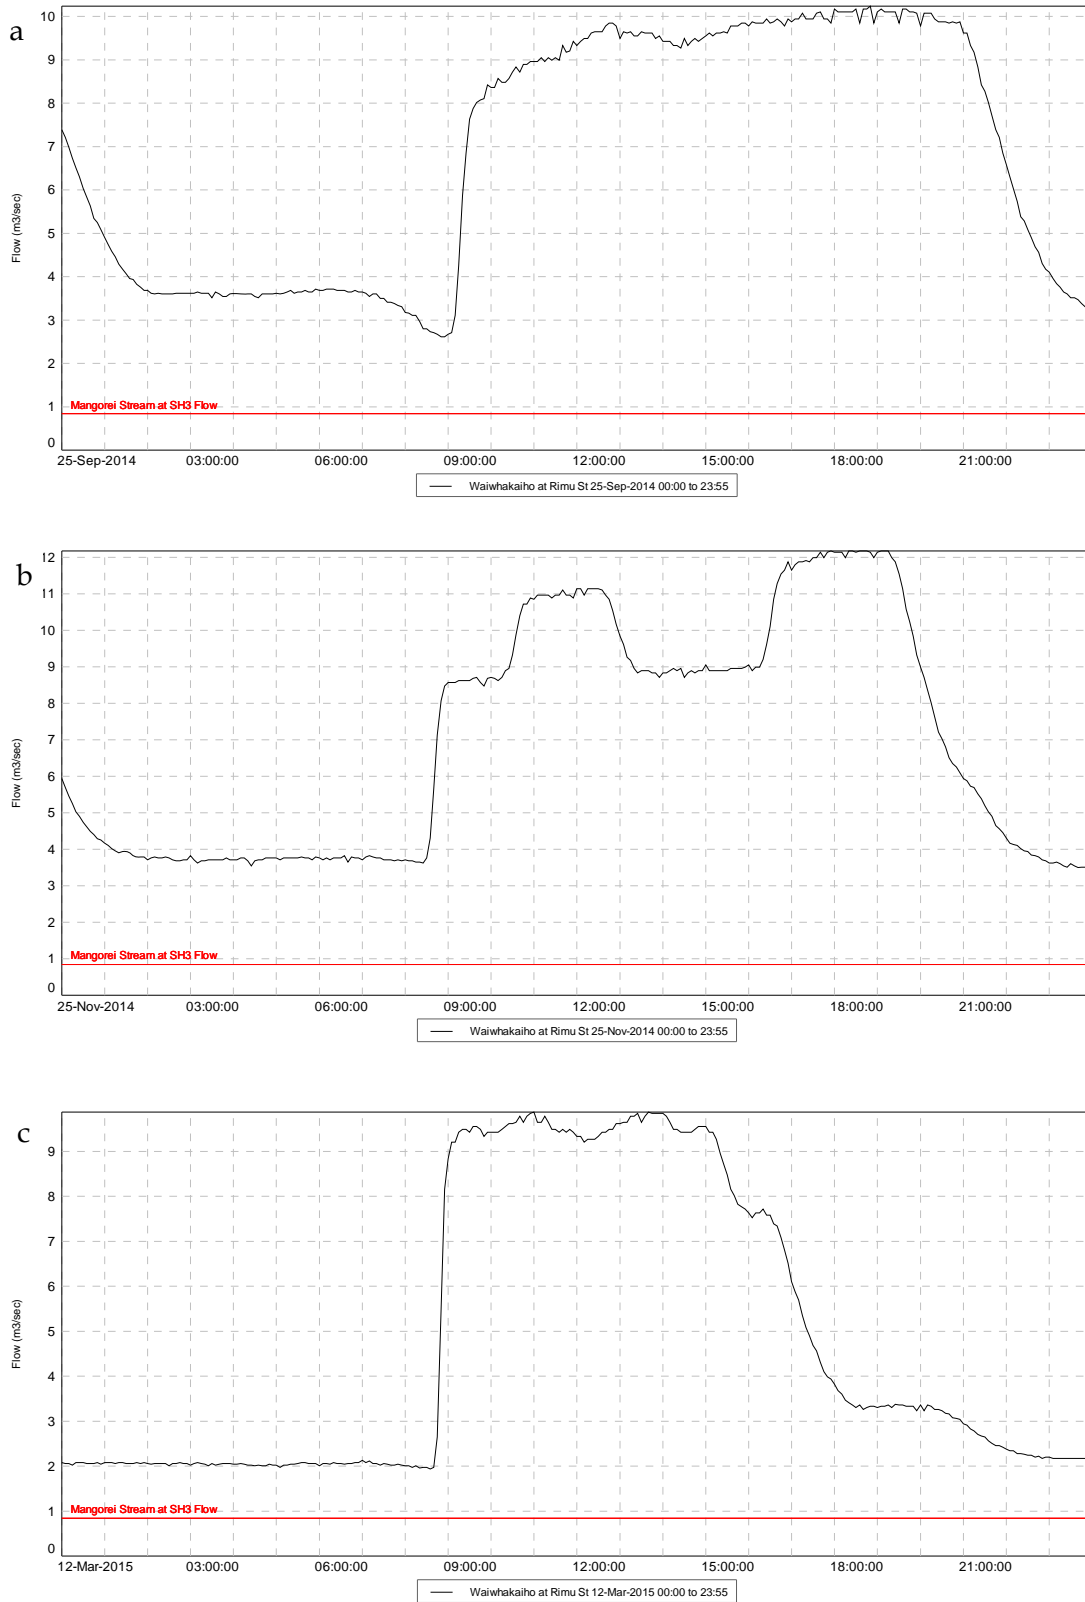 a
10
9
8
7
6
5
4
3
2
1
0
Flow (m3/sec)
Mangorei Stream at SH3 Flow
25-Sep-2014 03:00:00 06:00:00 09:00:00 12:00:00 15:00:00 18:00:00 21:00:00
Waiwhakaiho at Rimu St 25-Sep-2014 00:00 to 23:55
b
12
11
10
9
8
7
6
5
4
3
2
1
0
Flow (m3/sec)
Mangorei Stream at SH3 Flow
25-Nov-2014 03:00:00 06:00:00 09:00:00 12:00:00 15:00:00 18:00:00 21:00:00
Waiwhakaiho at Rimu St 25-Nov-2014 00:00 to 23:55
c
9
8
7
6
5
4
3
2
1
0
Flow (m3/sec)
Mangorei Stream at SH3 Flow
12-Mar-2015 03:00:00 06:00:00 09:00:00 12:00:00 15:00:00 18:00:00 21:00:00
Waiwhakaiho at Rimu St 12-Mar-2015 00:00 to 23:55